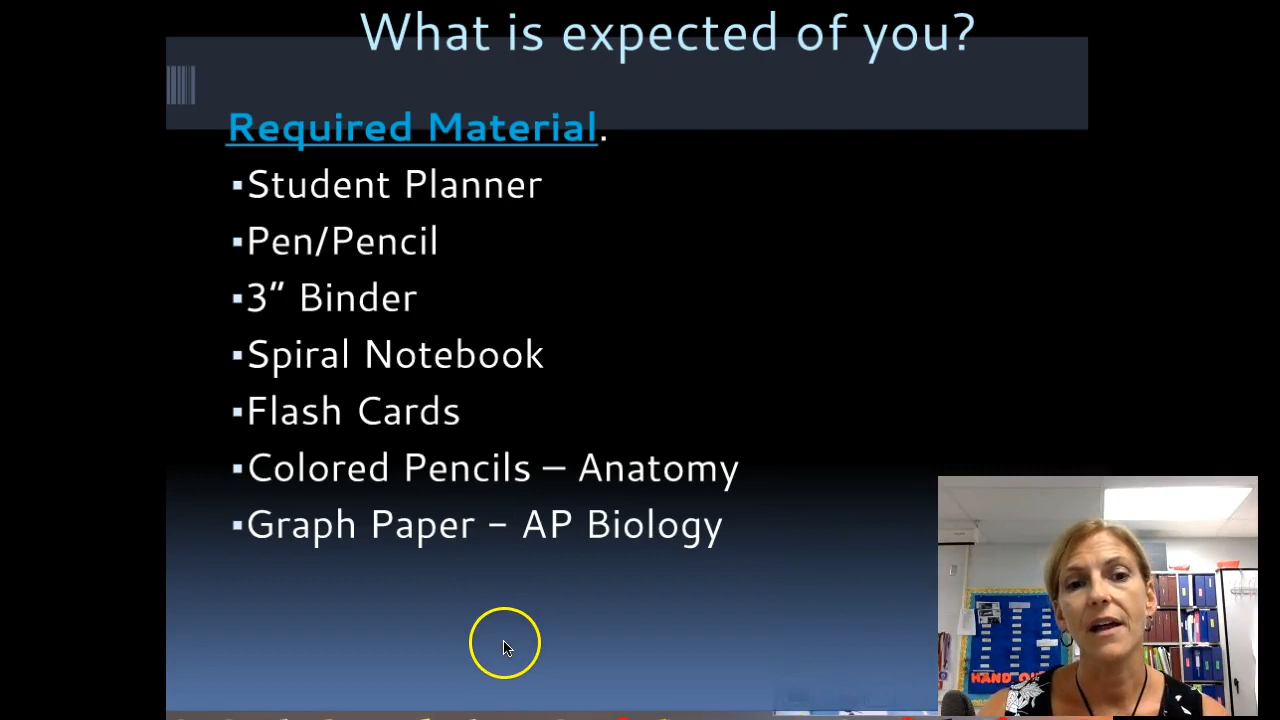 What is expected of you?
Required Material.
▪Student Planner
▪Pen/Pencil
▪3” Binder
▪Spiral Notebook
▪Flash Cards
▪Colored Pencils – Anatomy
▪Graph Paper - AP Biology